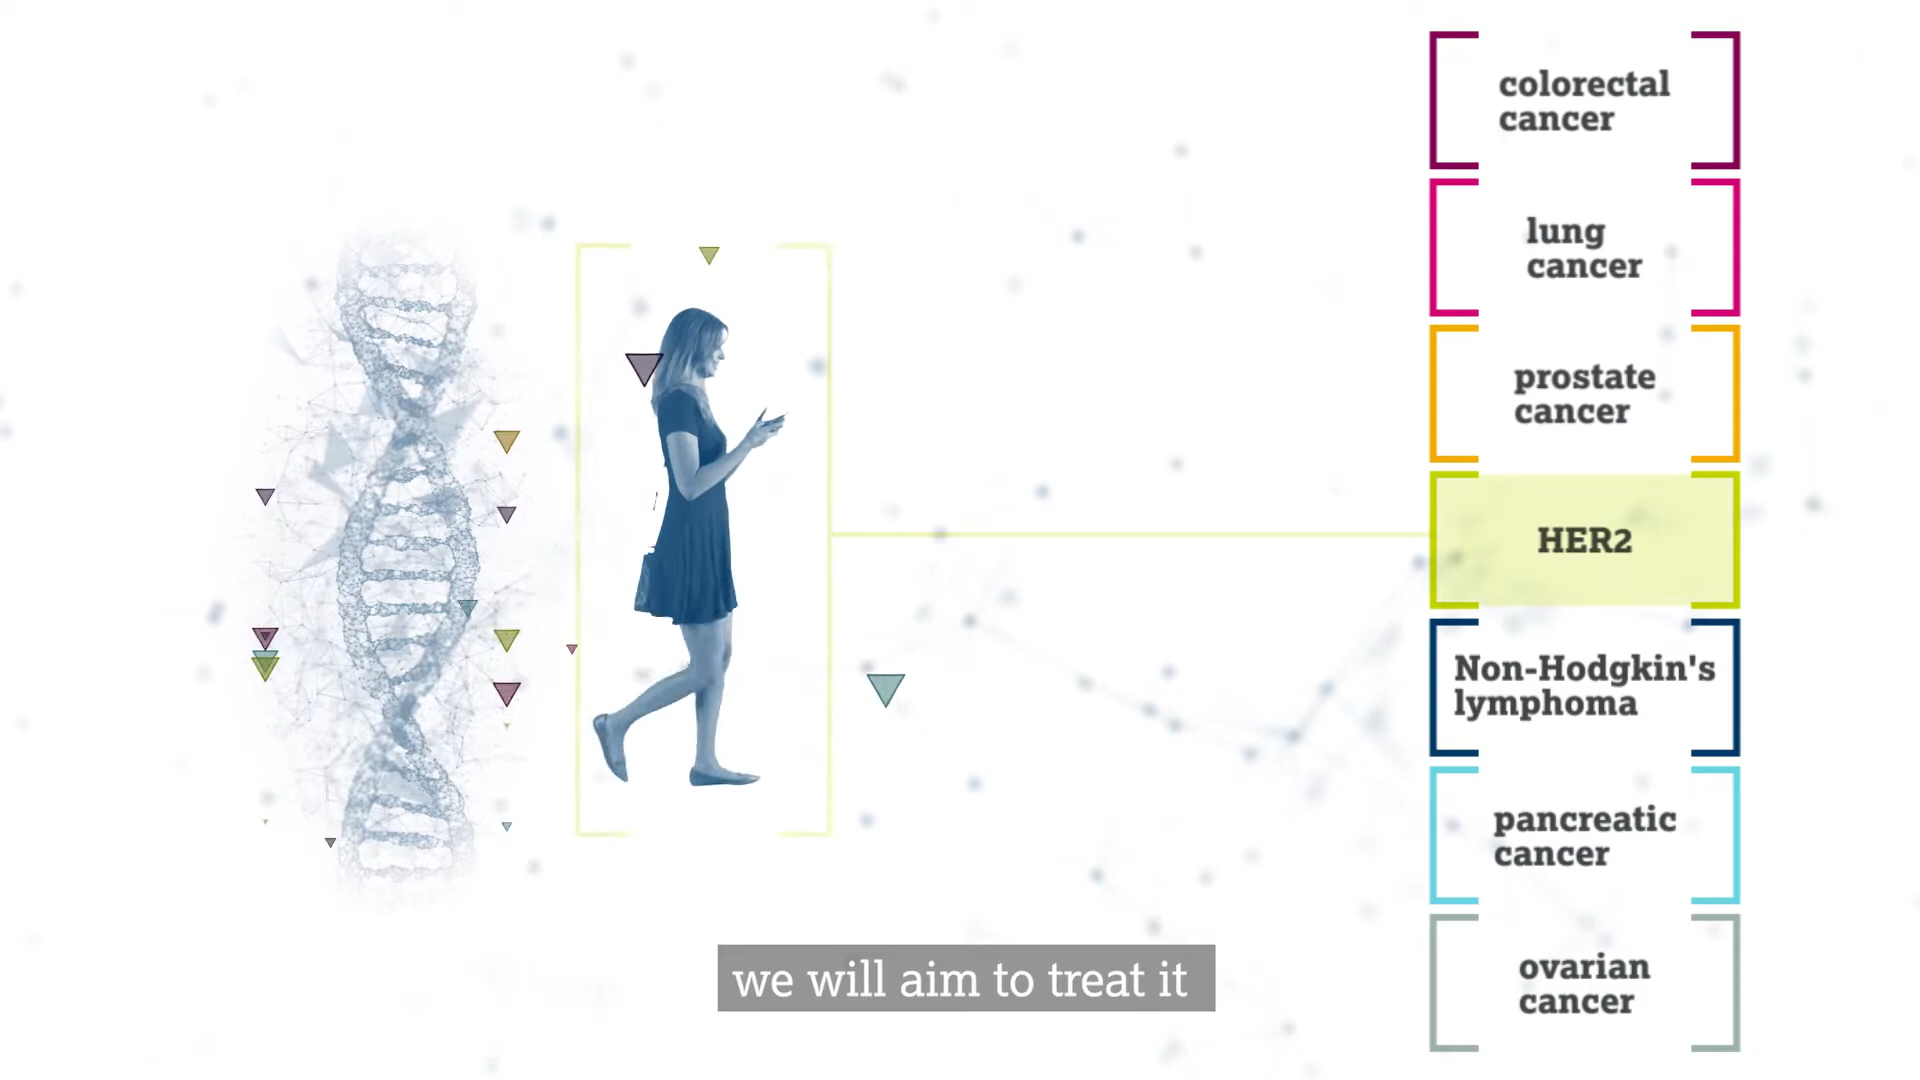 colorectal
cancer
lung
cancer
prostate
cancer
HER2
Non-Hodgkin's
lymphoma
pancreatic
cancer
ovarian
cancer
we will aim to treat it